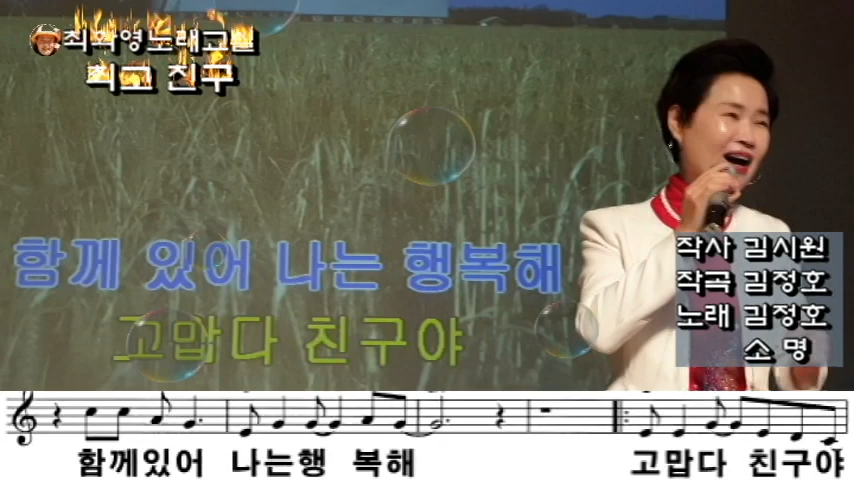 최학영노래교실
최고 친구
함께 있어 나는 행복해
고맙다 친구야
작사 김시원
작곡 김정호
노래 김정호
소 명
함께있어 나는행 복해 고맙다 친구야